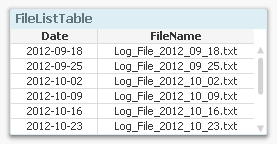 FileListTable
Date FileName
2012-09-18 Log_File_2012_09_18.txt
2012-09-25 Log_File_2012_09_25.txt
2012-10-02 Log_File_2012_10_02.txt
2012-10-09 Log_File_2012_10_09.txt
2012-10-16 Log_File_2012_10_16.txt
2012-10-23 Log_File_2012_10_23.txt